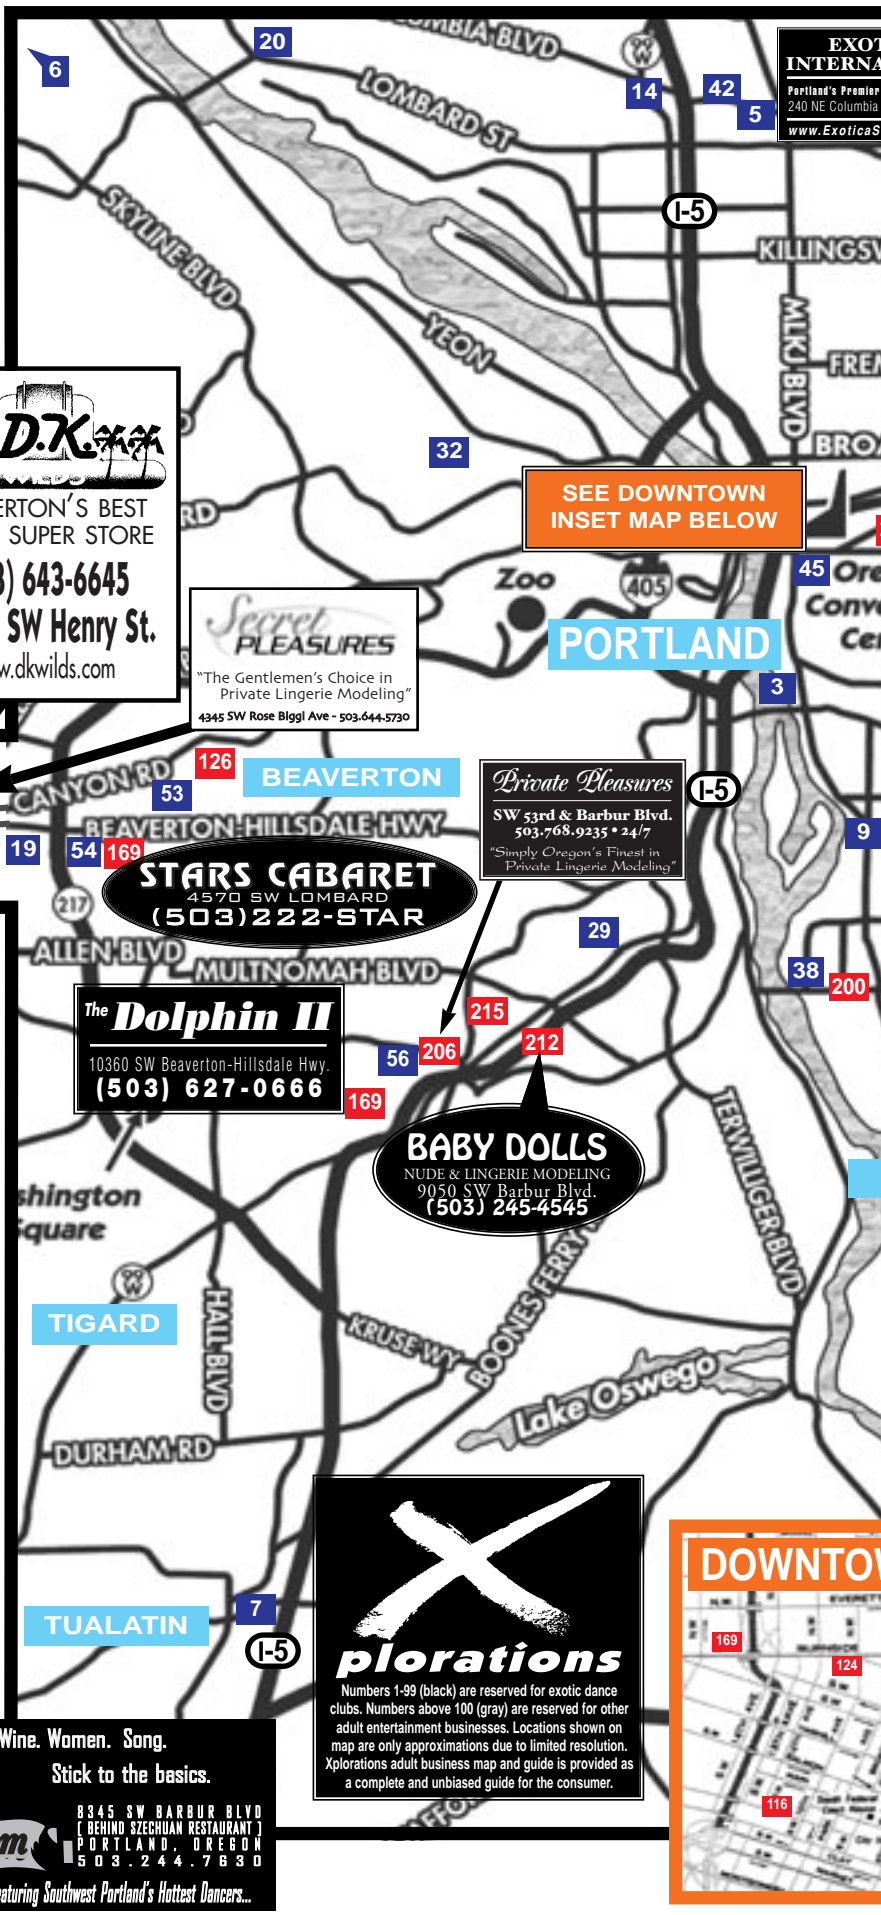 COLUMBIA BLVD
20
6
99
W
14
42
5
EXOT
INTERNA
Portland's Premier
240 NE Columbia
www.ExoticaS
LOMBARD ST
I-5
SKYLINE BLVD
KILLINGSW
YEON
MLKJ BLVD
FREM
BROA
D.K.
WILDS
ERTON'S BEST
SUPER STORE
3) 643-6645
SW Henry St.
w.dkwilds.com
RD
32
SEE DOWNTOWN
INSET MAP BELOW
Zoo
405
45
Ore
Conve
Cen
PORTLAND
3
Secret
PLEASURES
"The Gentlemen's Choice in
Private Lingerie Modeling"
4345 SW Rose Biggi Ave - 503.644.5730
CANYON RD
126
53
BEAVERTON
Private Pleasures
SW 53rd & Barbur Blvd.
503.768.9235 • 24/7
"Simply Oregon's Finest in
Private Lingerie Modeling"
I-5
9
BEAVERTON-HILLSDALE HWY
19
54
169
STARS CABARET
4570 SW LOMBARD
(503)222-STAR
217
29
ALLEN BLVD
MULTNOMAH BLVD
38
200
The Dolphin II
10360 SW Beaverton-Hillsdale Hwy.
(503) 627-0666
169
215
56
206
212
BABY DOLLS
NUDE & LINGERIE MODELING
9050 SW Barbur Blvd.
(503) 245-4545
TERWILLIGER BLVD
shington
Square
99
W
TIGARD
HALL BLVD
KRUSE WY
BOONES FERRY
Lake Oswego
DURHAM RD
TUALATIN
7
I-5
X
plorations
Numbers 1-99 (black) are reserved for exotic dance
clubs. Numbers above 100 (gray) are reserved for other
adult entertainment businesses. Locations shown on
map are only approximations due to limited resolution.
Xplorations adult business map and guide is provided as
a complete and unbiased guide for the consumer.
DOWNTOW
N.W.
EVERETT
169
BURNSIDE
124
116
Wine. Women. Song.
Stick to the basics.
8345 SW BARBUR BLVD
[ BEHIND SZECHUAN RESTAURANT ]
PORTLAND, OREGON
503.244.7630
eaturing Southwest Portland's Hottest Dancers...